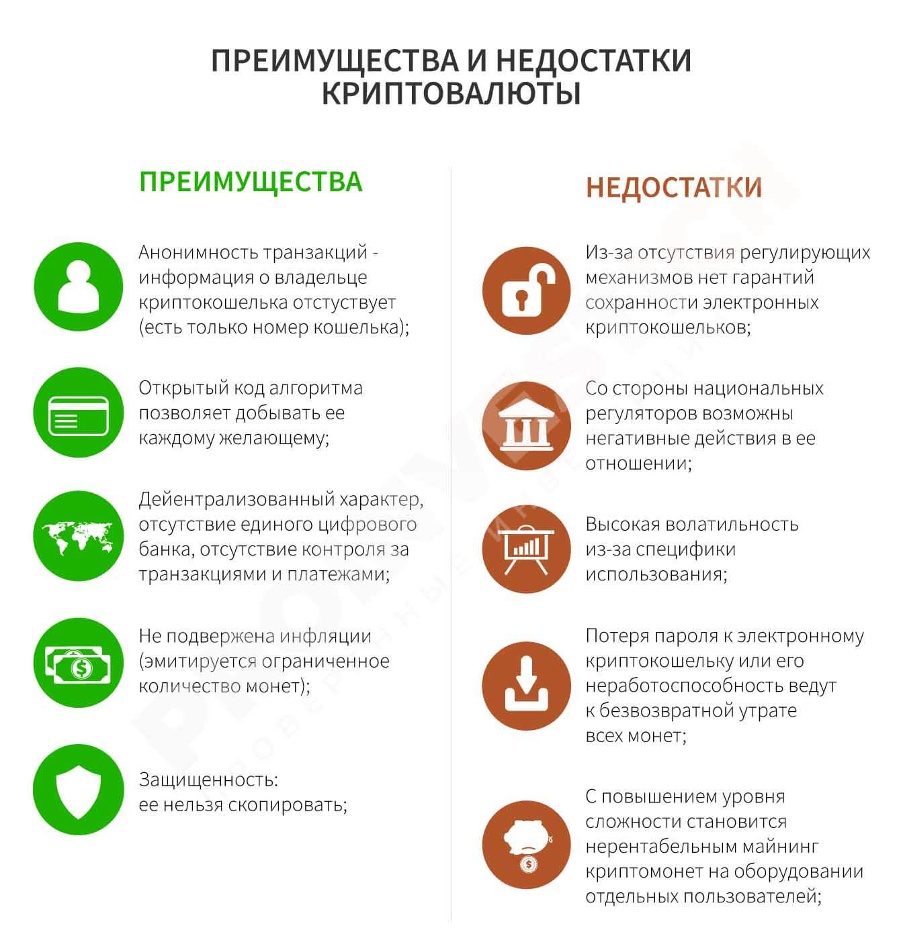 ПРЕИМУЩЕСТВА И НЕДОСТАТКИ
КРИПТОВАЛЮТЫ
ПРЕИМУЩЕСТВА
Анонимность транзакций -
информация о владельце
криптокошелька отстуствует
(есть только номер кошелька);
Открытый код алгоритма
позволяет добывать ее
каждому желающему;
Дейентрализованный характер,
отсутствие единого цифрового
банка, отсутствие контроля за
транзакциями и платежами;
Не подвержена инфляции
(эмитируется ограниченное
количество монет);
Защищенность:
ее нельзя скопировать;
НЕДОСТАТКИ
Из-за отсутствия регулирующих
механизмов нет гарантий
сохранности электронных
криптокошельков;
Со стороны национальных
регуляторов возможны
негативные действия в ее
отношении;
Высокая волатильность
из-за специфики
использования;
Потеря пароля к электронному
криптокошельку или его
неработоспособность ведут
к безвозвратной утрате
всех монет;
С повышением уровня
сложности становится
нерентабельным майнинг
криптомонет на оборудовании
отдельных пользователей;